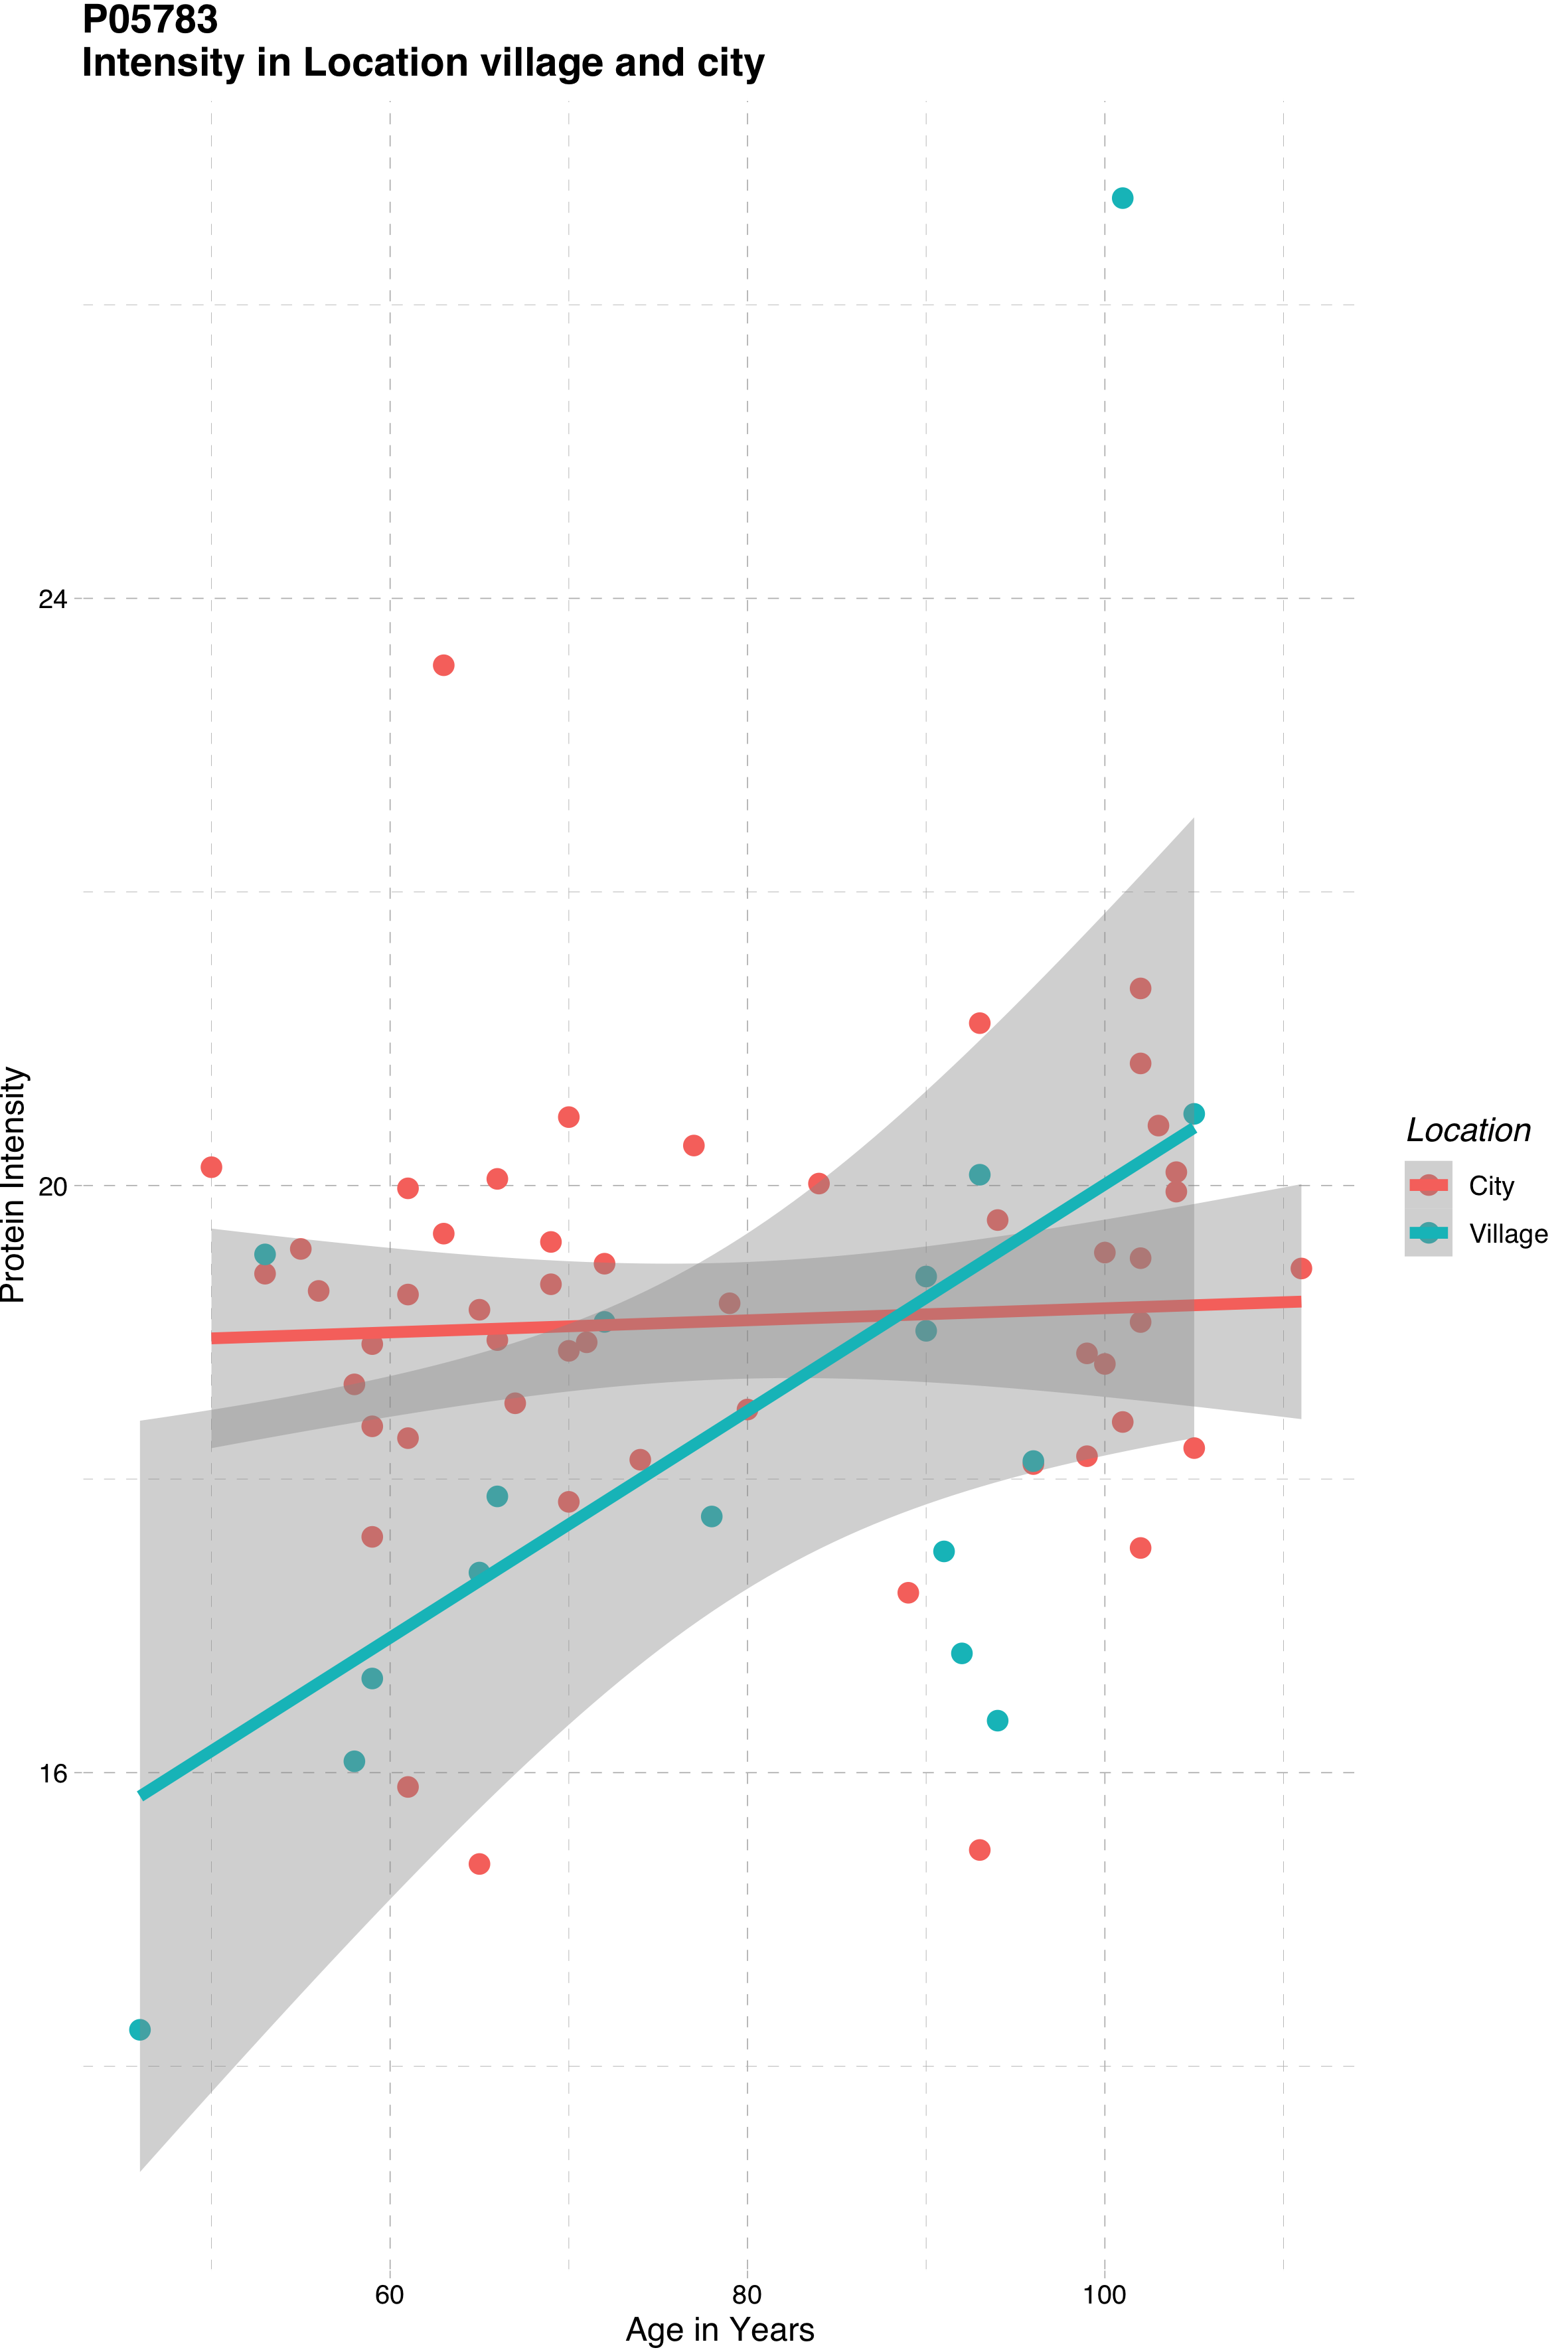 P05783
Intensity in Location village and city
24
20
16
Protein Intensity
60
80
100
Age in Years
Location
City
Village